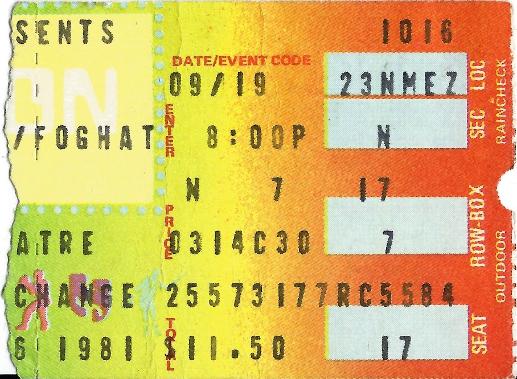 SENTS 1016
DATE/EVENT CODE
09/19 23NMEZ LOC
ENTER
/FOGHAT 8:00P N SEC
RAINCHECK
N 7 17
PRICE
ATRE 0314C30 7 ROW-BOX
OUTDOOR
CHANGE 25573177RC5584
TOTAL
6 1981 $11.50 17 SEAT